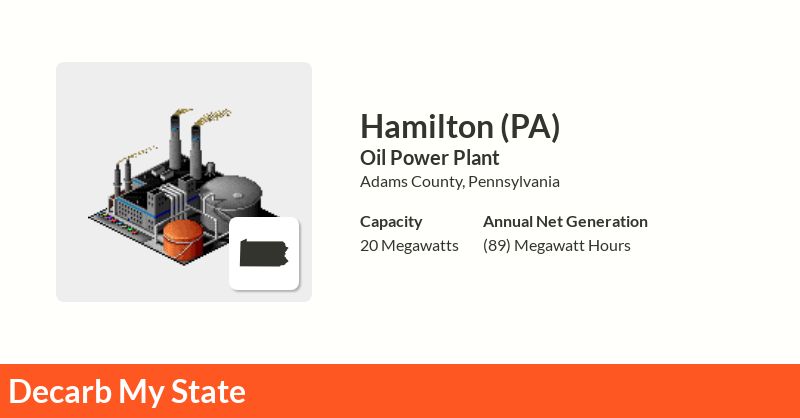 Hamilton (PA)
Oil Power Plant
Adams County, Pennsylvania
Capacity
20 Megawatts
Annual Net Generation
(89) Megawatt Hours
Decarb My State